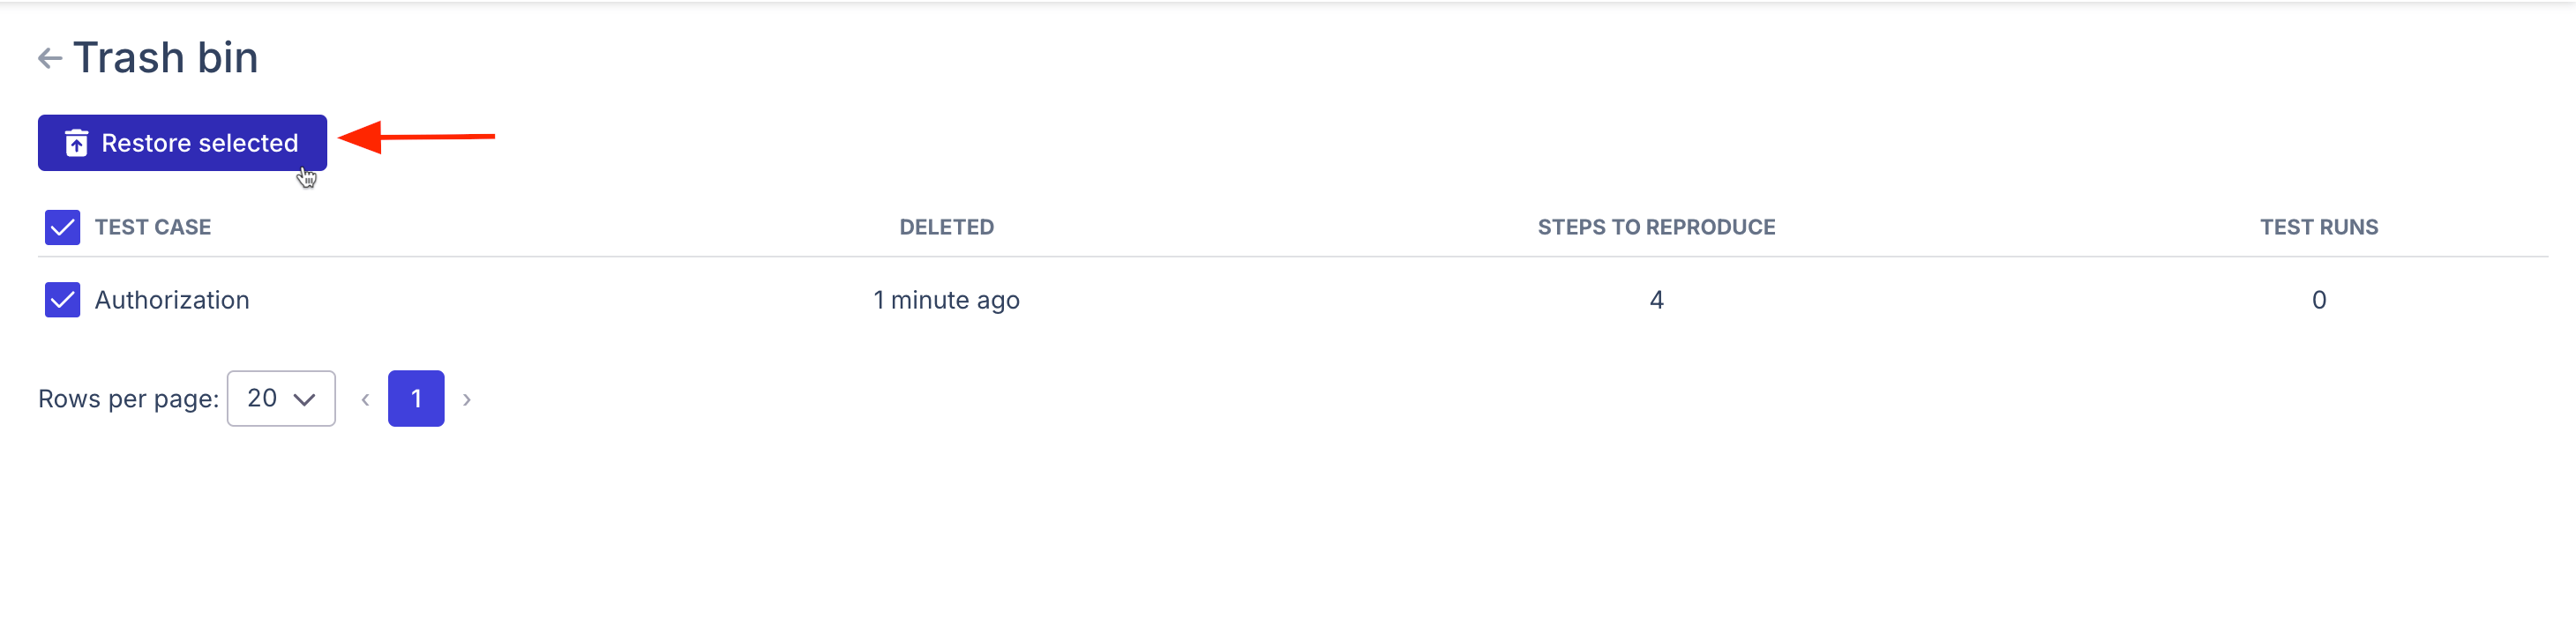 Trash bin
Restore selected
TEST CASE DELETED STEPS TO REPRODUCE TEST RUNS
Authorization 1 minute ago 4 0
Rows per page: 20 ‹ 1 ›